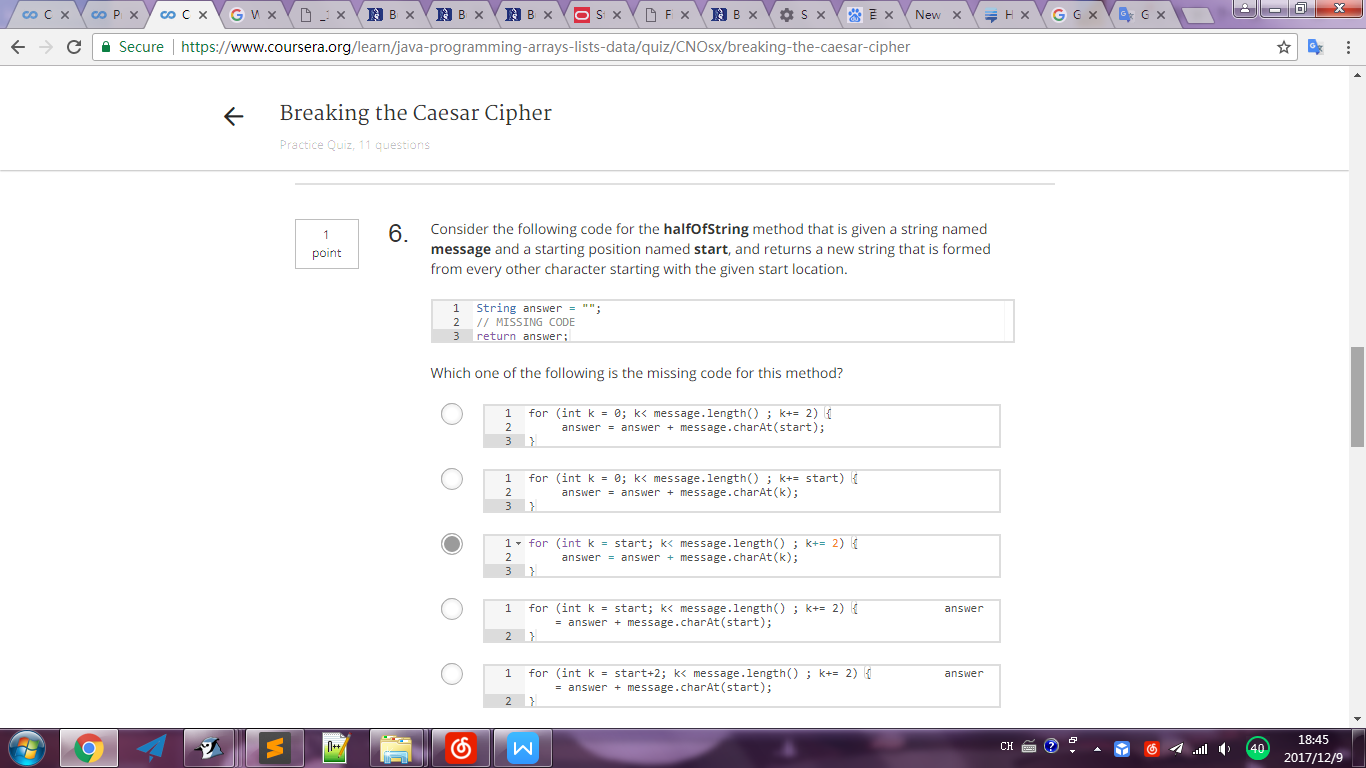 C P C W _: B B B S F B S E New H G G
Secure | https://www.coursera.org/learn/java-programming-arrays-lists-data/quiz/CNOsx/breaking-the-caesar-cipher
Breaking the Caesar Cipher
Practice Quiz, 11 questions
1
point
6.
Consider the following code for the halfOfString method that is given a string named
message and a starting position named start, and returns a new string that is formed
from every other character starting with the given start location.
1 String answer = "";
2 // MISSING CODE
3 return answer;
Which one of the following is the missing code for this method?
1 for (int k = 0; k< message.length() ; k+= 2) {
2 answer = answer + message.charAt(start);
3 }
1 for (int k = 0; k< message.length() ; k+= start) {
2 answer = answer + message.charAt(k);
3 }
1 for (int k = start; k< message.length() ; k+= 2) {
2 answer = answer + message.charAt(k);
3 }
1 for (int k = start; k< message.length() ; k+= 2) { answer
= answer + message.charAt(start);
2 }
1 for (int k = start+2; k< message.length() ; k+= 2) { answer
= answer + message.charAt(start);
2 }
CH 40 18:45
2017/12/9